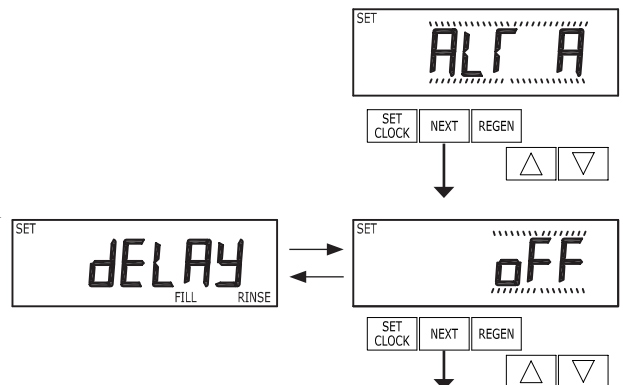 SET
ALT A
SET CLOCK NEXT REGEN
SET
dELAY
FILL RINSE
SET
oFF
SET CLOCK NEXT REGEN